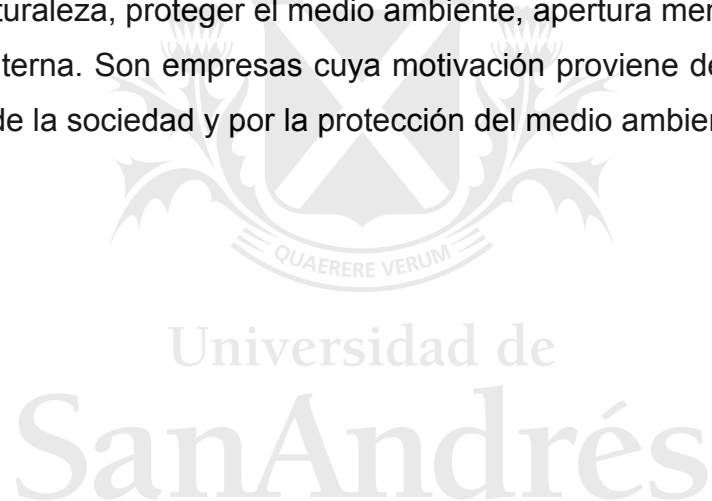 turaleza, proteger el medio ambiente, apertura men
terna. Son empresas cuya motivación proviene de
de la sociedad y por la protección del medio ambien
QUAERERE VERUM
Universidad de
SanAndrés